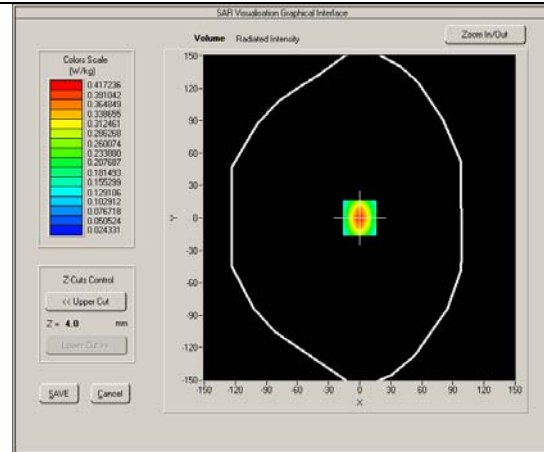 SAR Visualisation Graphical Interface
Volume Radiated Intensity
Zoom In/Out
Colors Scale
(W/kg)
0.417236
0.391042
0.364849
0.338655
0.312461
0.286268
0.260074
0.233880
0.207687
0.181493
0.155299
0.129106
0.102912
0.076718
0.050524
0.024331
Z Cuts Control
<< Upper Cut
Z = 4.0 mm
Lower Cut >>
SAVE Cancel
150-
120-
90-
60-
30-
0-
-30-
-60-
-90-
-120-
-150-
Y
-150 -120 -90 -60 -30 0 30 60 90 120 150
X